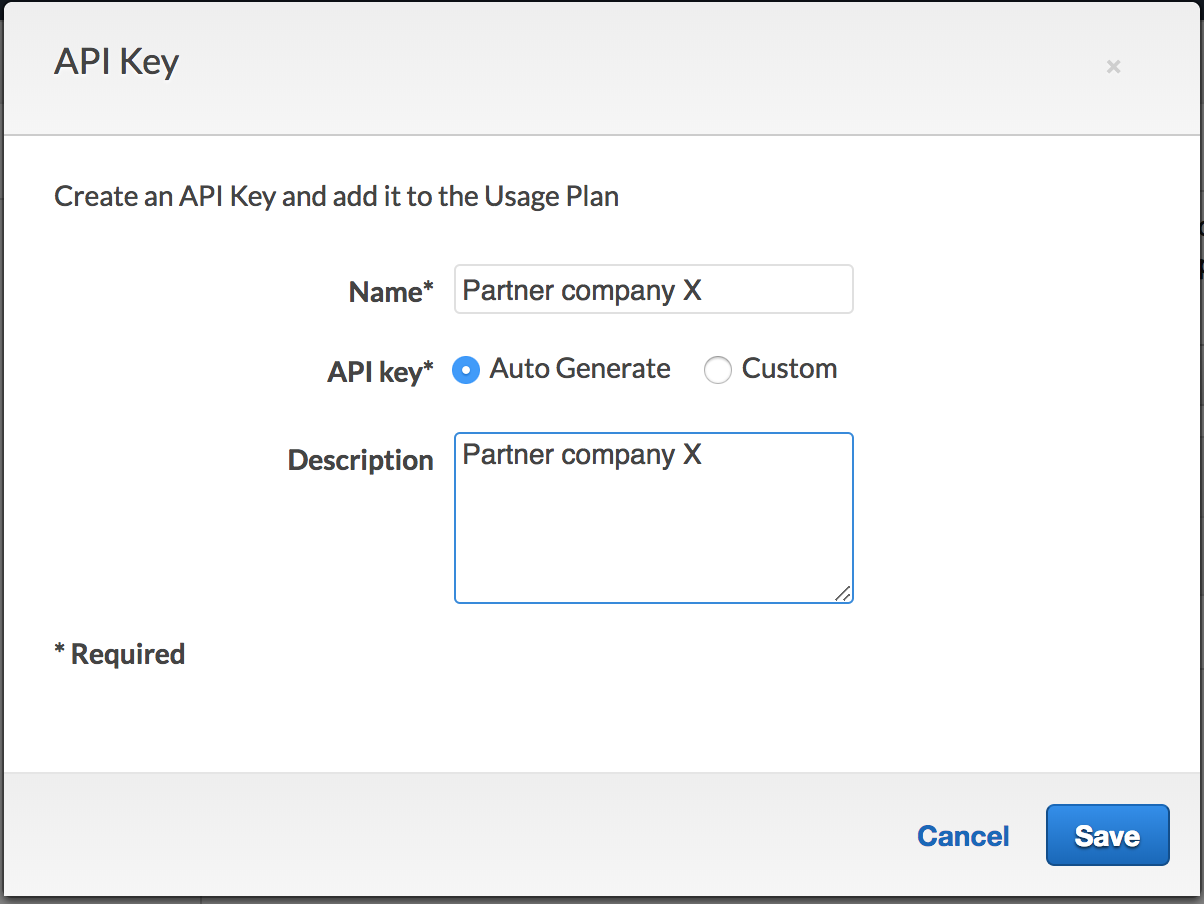 API Key
×
Create an API Key and add it to the Usage Plan
Name* Partner company X
API key* Auto Generate Custom
Description Partner company X
* Required
Cancel Save